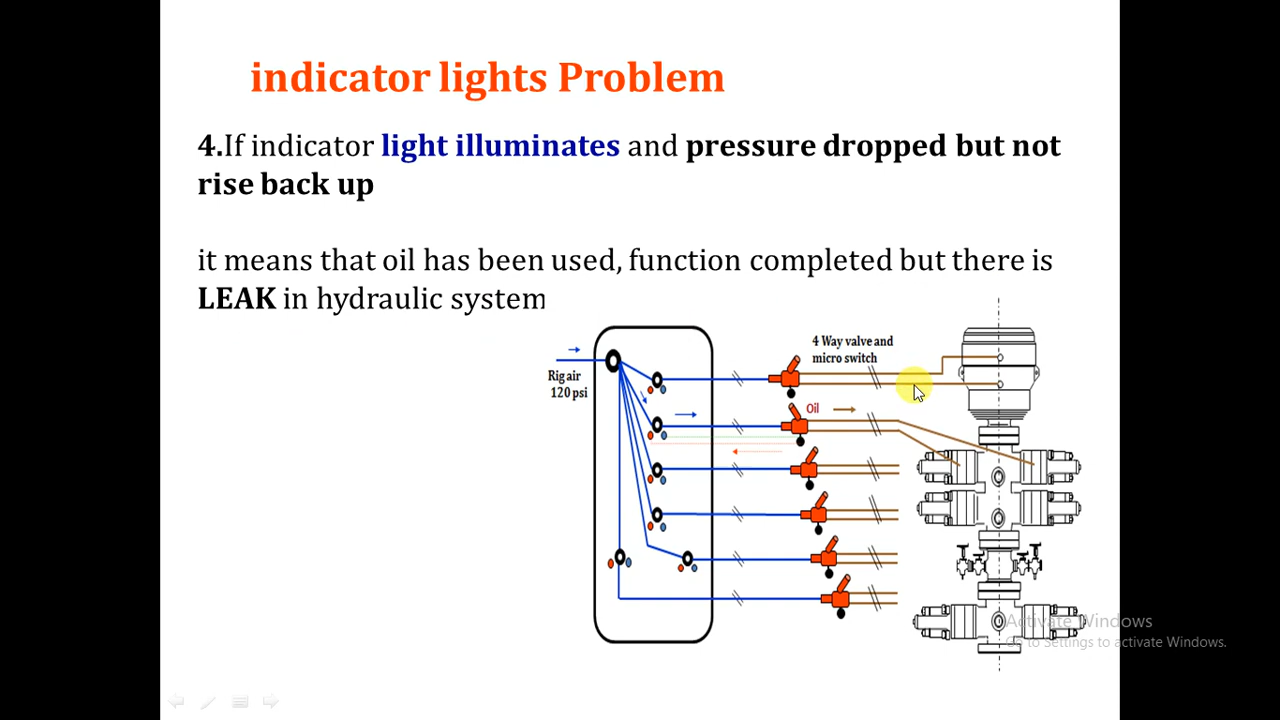 indicator lights Problem
4.If indicator light illuminates and pressure dropped but not
rise back up
it means that oil has been used, function completed but there is
LEAK in hydraulic system
4 Way valve and
micro switch
Rig air
120 psi
Oil
Activate Windows
Go to Settings to activate Windows.